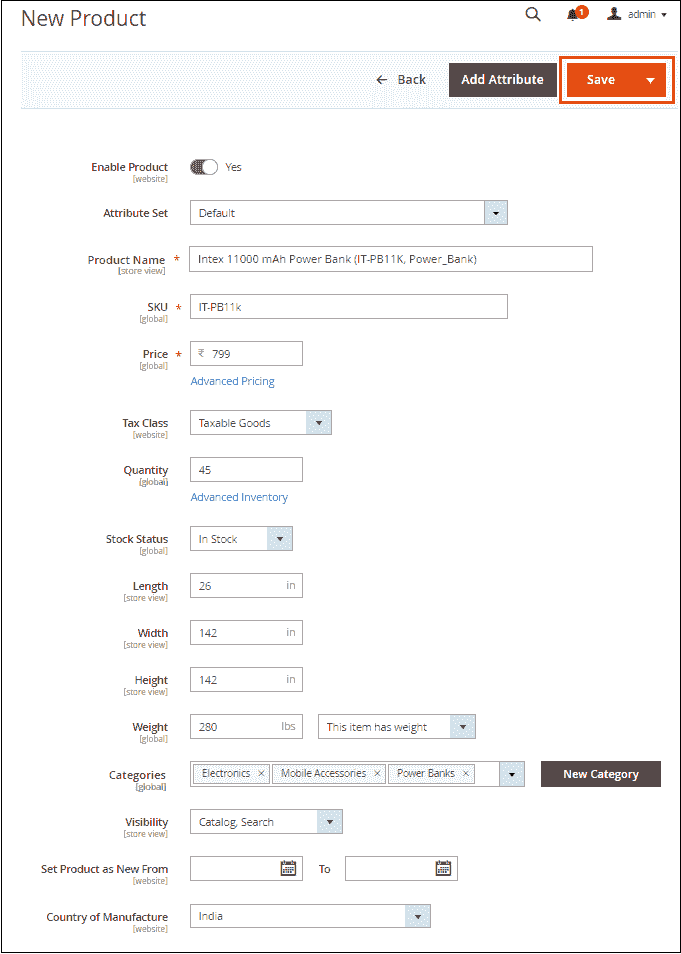 New Product
1 admin
Back Add Attribute Save
Enable Product Yes
[website]
Attribute Set Default
Product Name * Intex 11000 mAh Power Bank (IT-PB11K, Power_Bank)
[store view]
SKU * IT-PB11k
[global]
Price * ₹ 799
[global]
Advanced Pricing
Tax Class Taxable Goods
[website]
Quantity 45
[global]
Advanced Inventory
Stock Status In Stock
[global]
Length 26 in
[store view]
Width 142 in
[store view]
Height 142 in
[store view]
Weight 280 lbs This item has weight
[global]
Categories Electronics × Mobile Accessories × Power Banks × New Category
[global]
Visibility Catalog, Search
[store view]
Set Product as New From To
[website]
Country of Manufacture India
[website]